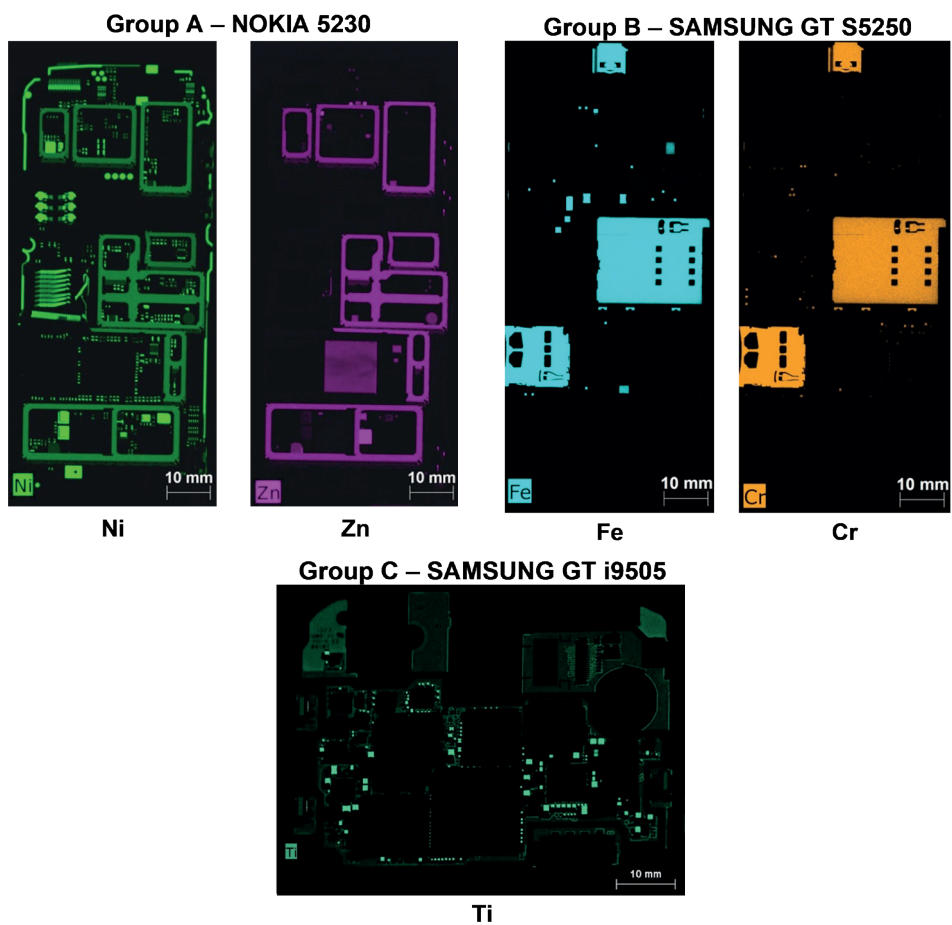 Group A – NOKIA 5230
Group B – SAMSUNG GT S5250
Ni
10 mm
Zn
10 mm
Fe
10 mm
Cr
10 mm
Ni
Zn
Fe
Cr
Group C – SAMSUNG GT i9505
Ti
10 mm
Ti